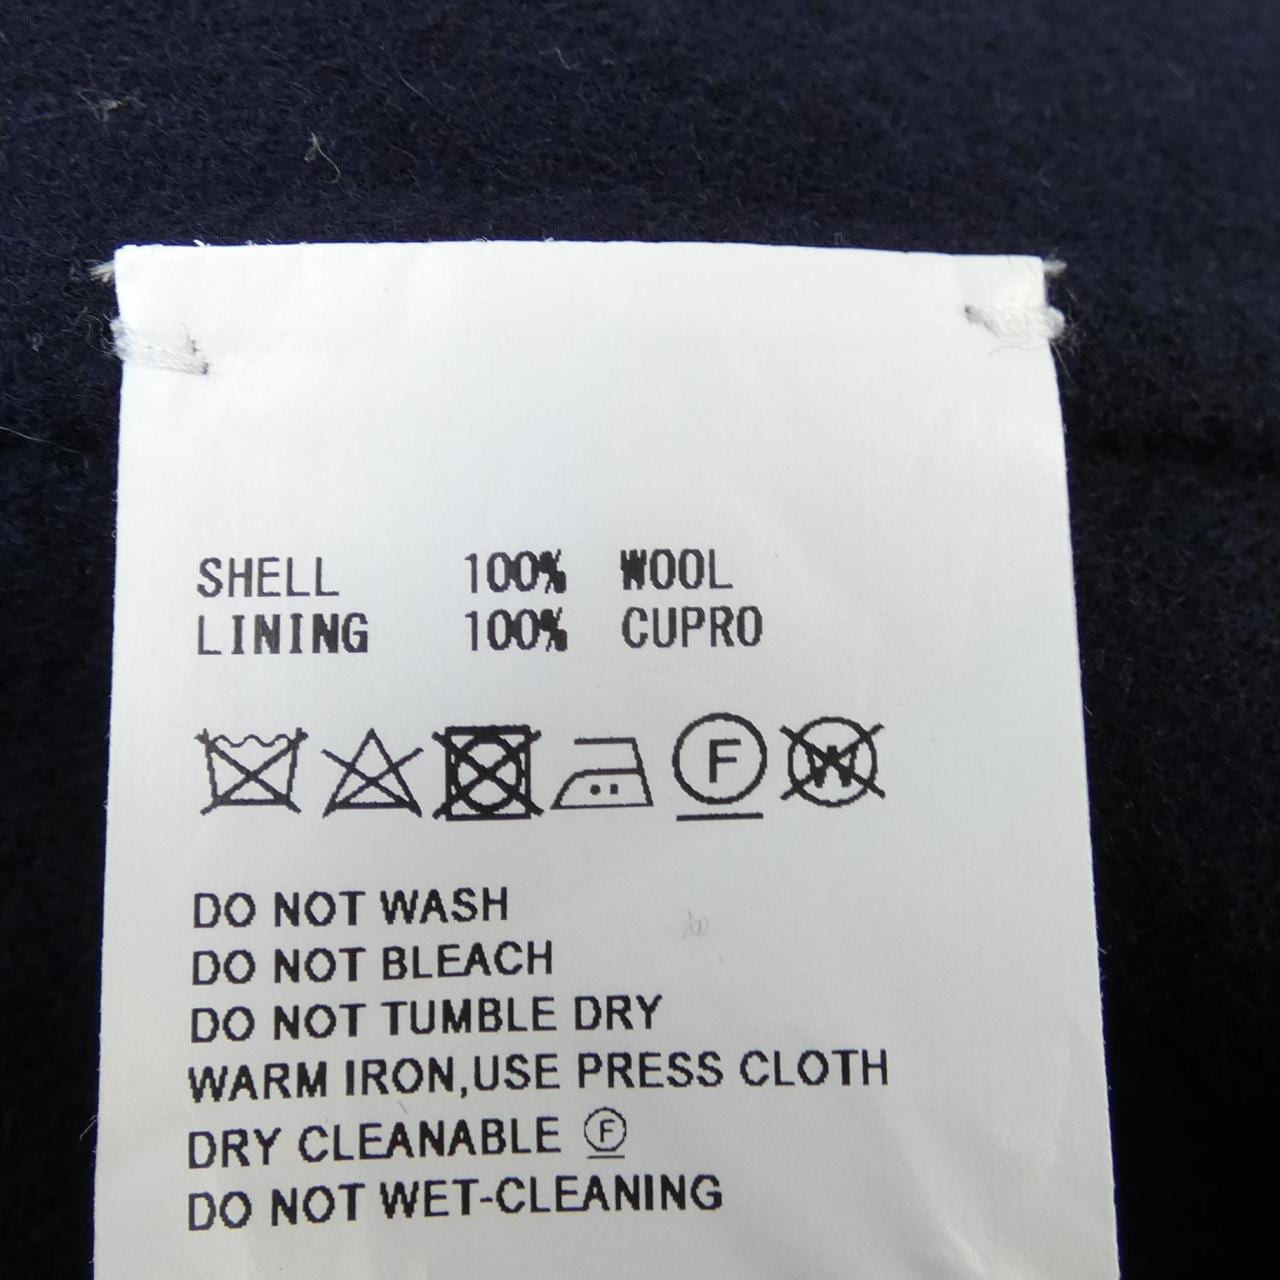 SHELL 100% WOOL
LINING 100% CUPRO
F W
DO NOT WASH
DO NOT BLEACH
DO NOT TUMBLE DRY
WARM IRON,USE PRESS CLOTH
DRY CLEANABLE Ⓕ
DO NOT WET-CLEANING